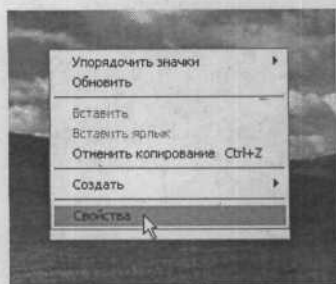 Упорядочить значки
Обновить
Вставить
Вставить ярлык
Отменить копирование Ctrl+Z
Создать
Свойства